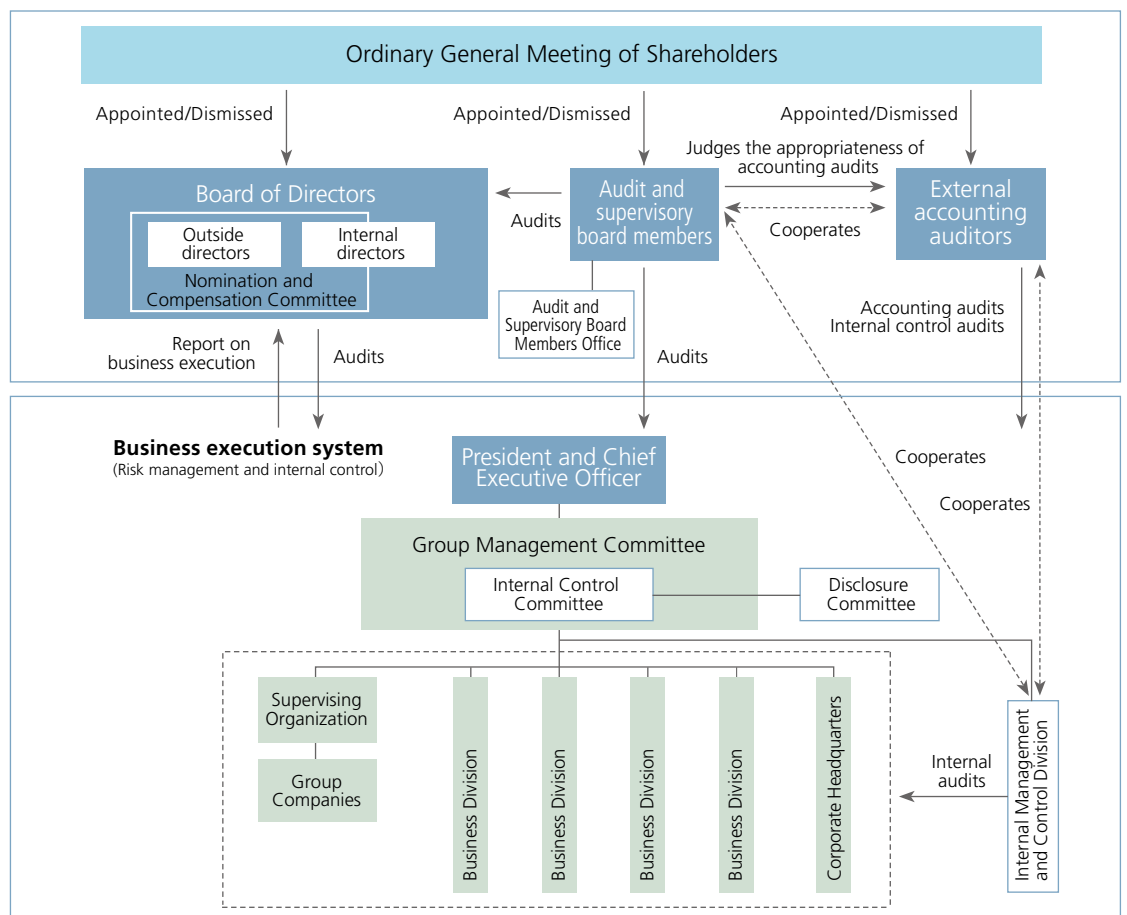 Ordinary General Meeting of Shareholders
Appointed/Dismissed
Appointed/Dismissed
Appointed/Dismissed
Judges the appropriateness of
accounting audits
Board of Directors
Outside
directors
Internal
directors
Nomination and
Compensation Committee
Audits
Audit and
supervisory
board members
Cooperates
External
accounting
auditors
Audit and
Supervisory Board
Members Office
Accounting audits
Internal control audits
Report on
business execution
Audits
Audits
Business execution system
(Risk management and internal control)
President and Chief
Executive Officer
Cooperates
Cooperates
Group Management Committee
Internal Control
Committee
Disclosure
Committee
Supervising
Organization
Group
Companies
Business Division
Business Division
Business Division
Business Division
Corporate Headquarters
Internal
audits
Internal Management
and Control Division